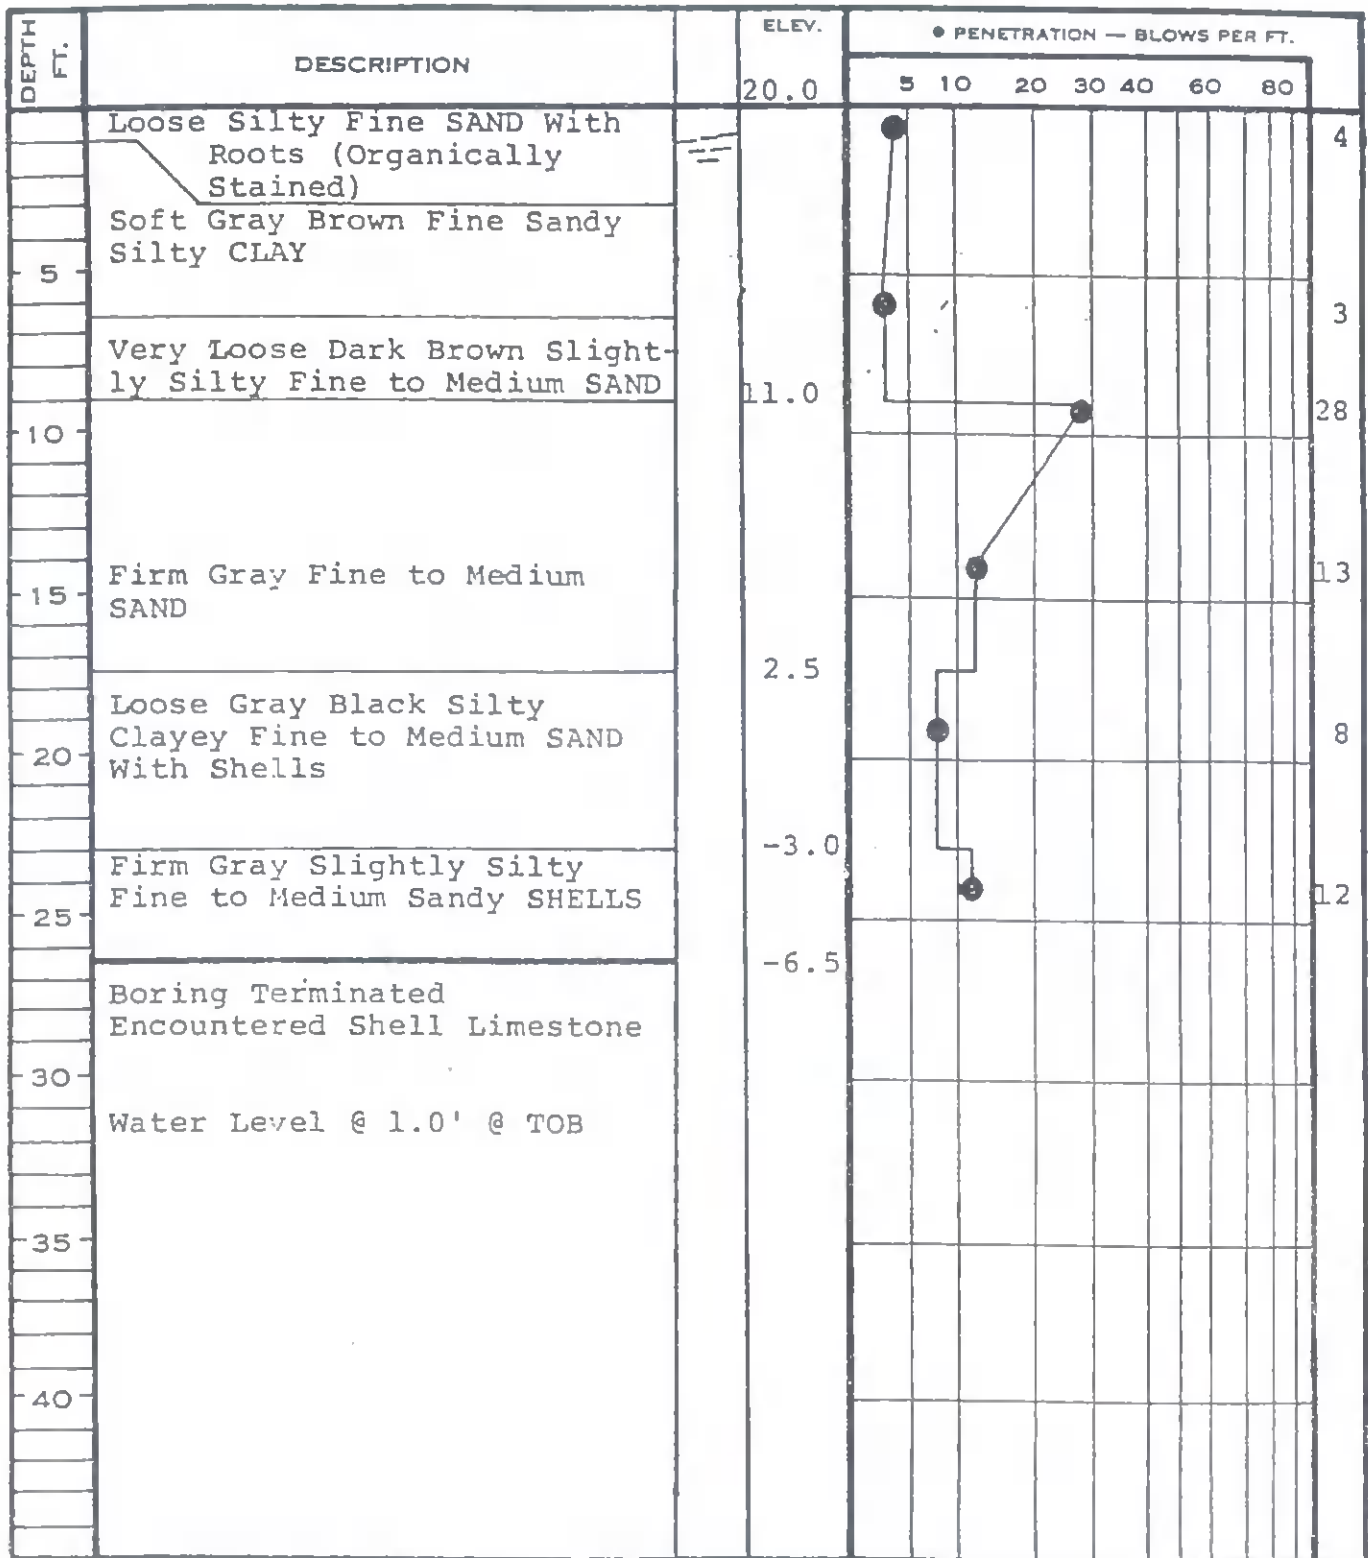 DEPTH FT.
DESCRIPTION
ELEV.
● PENETRATION — BLOWS PER FT.
20.0
5 10 20 30 40 60 80
Loose Silty Fine SAND With
Roots (Organically
Stained)
4
Soft Gray Brown Fine Sandy
Silty CLAY
5
3
Very Loose Dark Brown Slight-
ly Silty Fine to Medium SAND
11.0
28
10
Firm Gray Fine to Medium
SAND
13
15
2.5
Loose Gray Black Silty
Clayey Fine to Medium SAND
With Shells
8
20
-3.0
Firm Gray Slightly Silty
Fine to Medium Sandy SHELLS
12
25
-6.5
Boring Terminated
Encountered Shell Limestone
30
Water Level @ 1.0' @ TOB
35
40